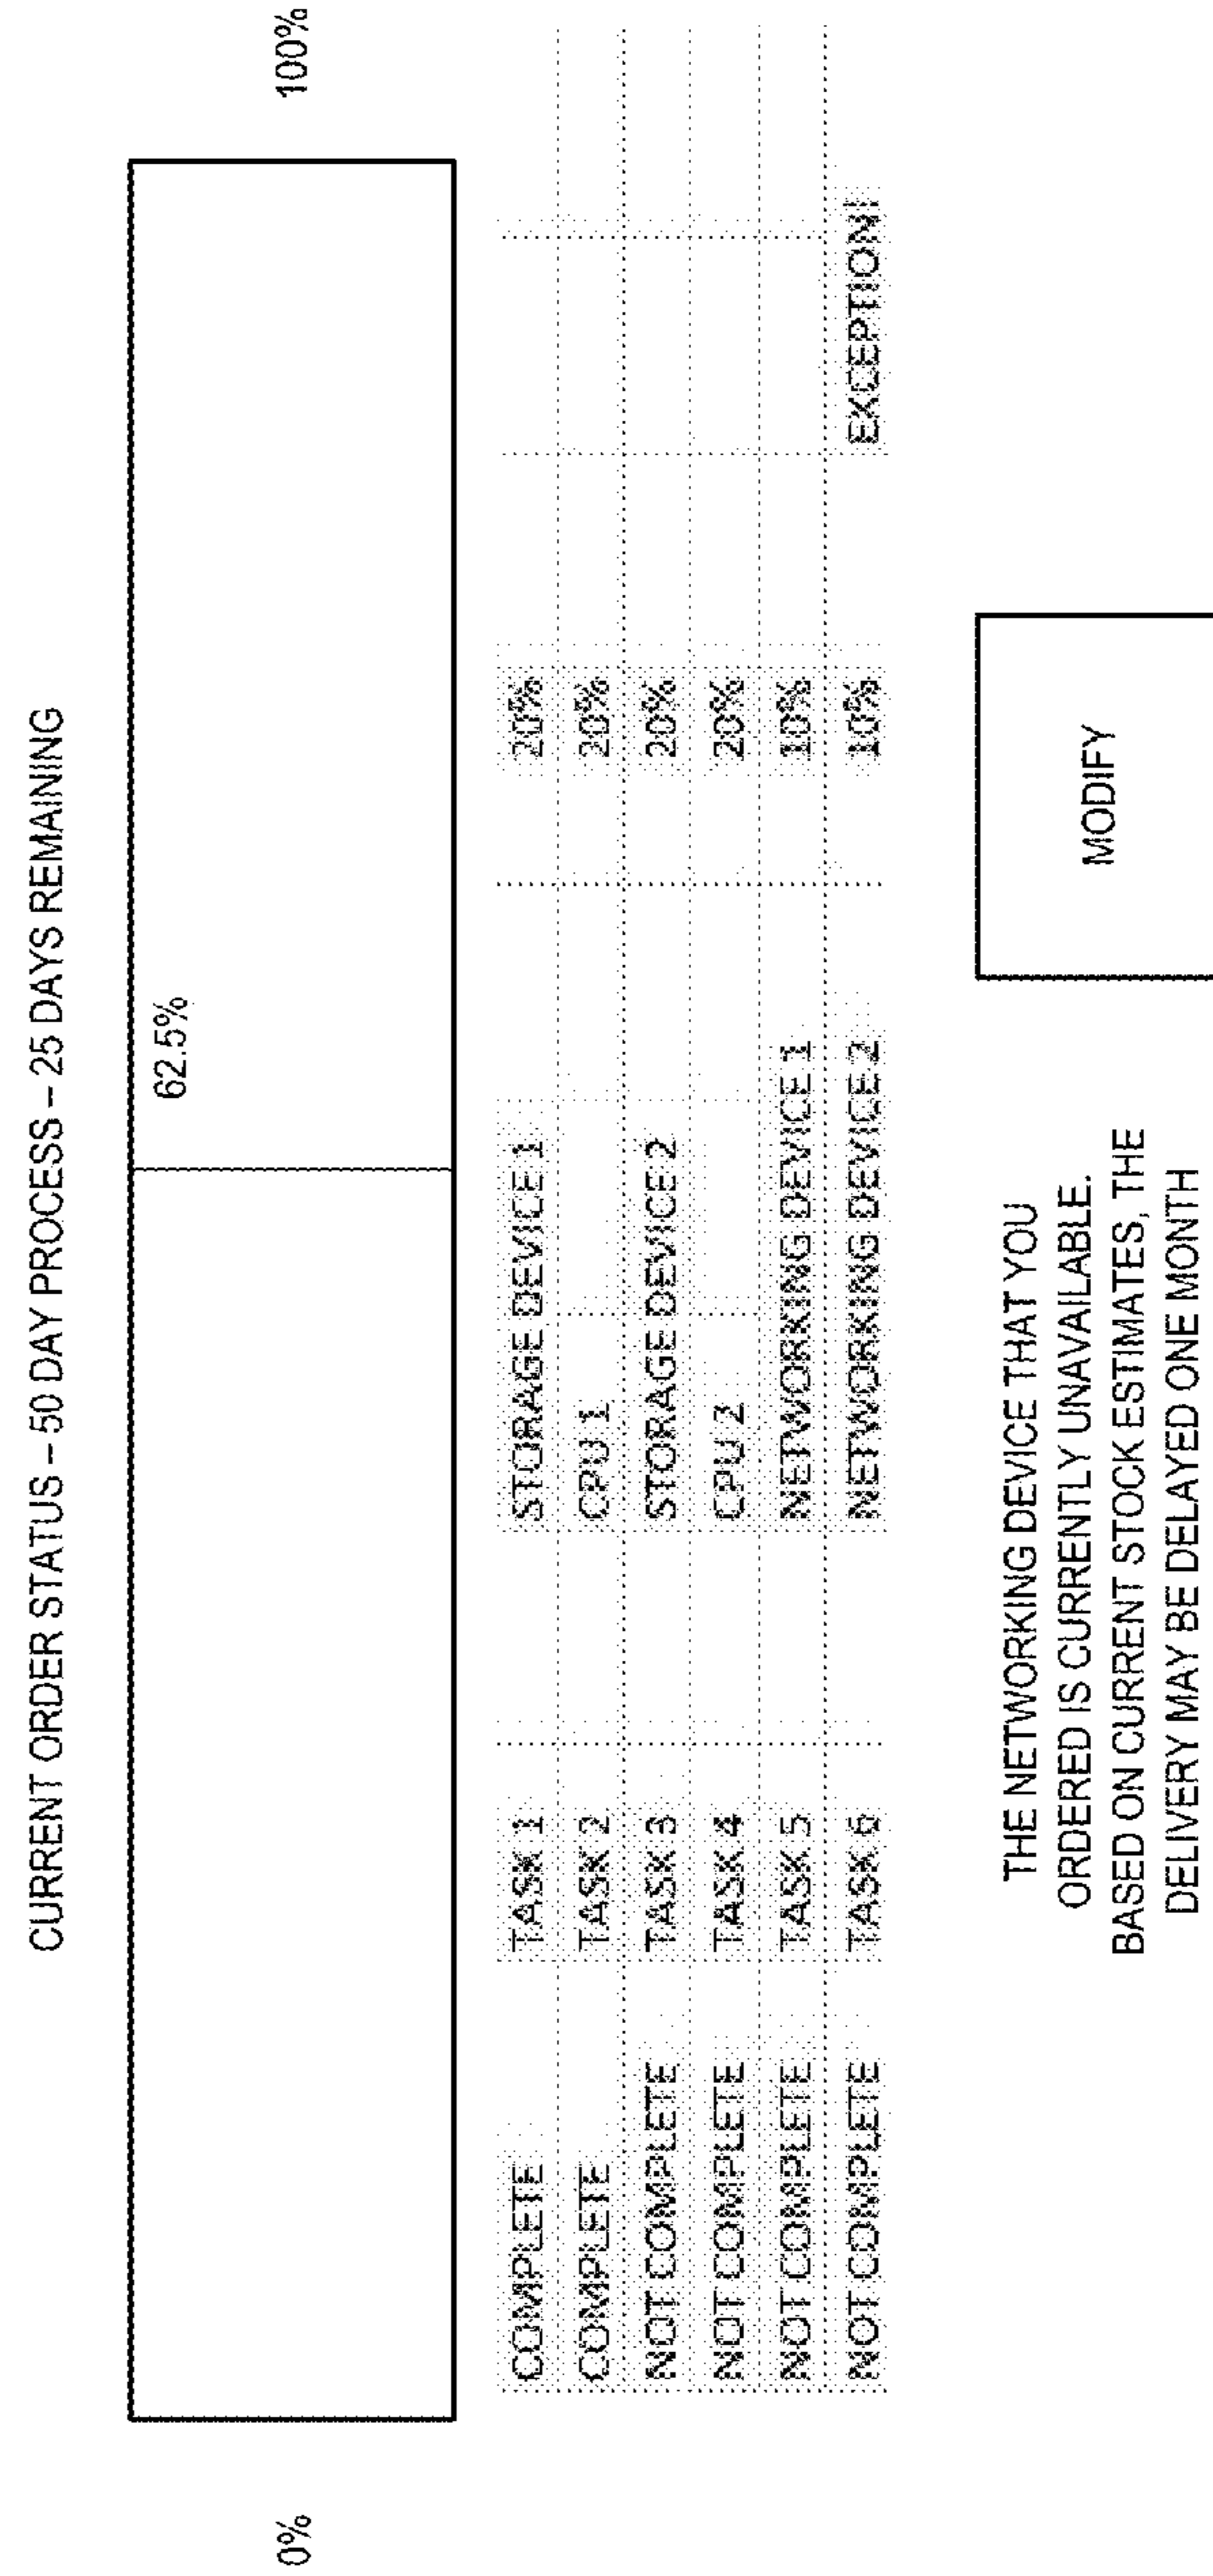 CURRENT ORDER STATUS – 50 DAY PROCESS – 25 DAYS REMAINING
62.5%
0%
100%
COMPLETE TASK 1 STORAGE DEVICE 1 20%
COMPLETE TASK 2 CPU 1 20%
NOT COMPLETE TASK 3 STORAGE DEVICE 2 20%
NOT COMPLETE TASK 4 CPU 2 20%
NOT COMPLETE TASK 5 NETWORKING DEVICE 1 10%
NOT COMPLETE TASK 6 NETWORKING DEVICE 2 10% EXCEPTION!
THE NETWORKING DEVICE THAT YOU
ORDERED IS CURRENTLY UNAVAILABLE.
BASED ON CURRENT STOCK ESTIMATES, THE
DELIVERY MAY BE DELAYED ONE MONTH
MODIFY